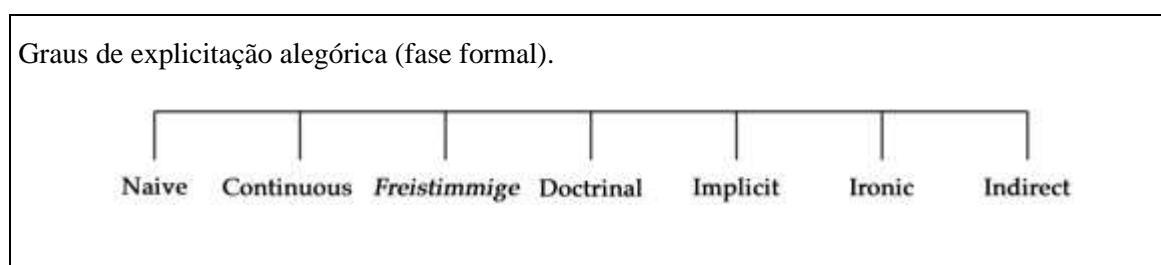 Graus de explicitação alegórica (fase formal).
Naive Continuous Freistimmige Doctrinal Implicit Ironic Indirect